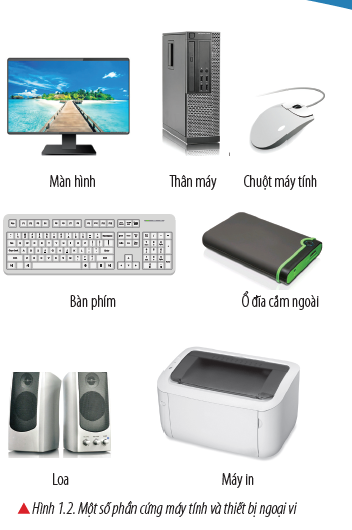 Màn hình
Thân máy
Chuột máy tính
Bàn phím
Ổ đĩa cắm ngoài
Loa
Máy in
▲ Hình 1.2. Một số phần cứng máy tính và thiết bị ngoại vi